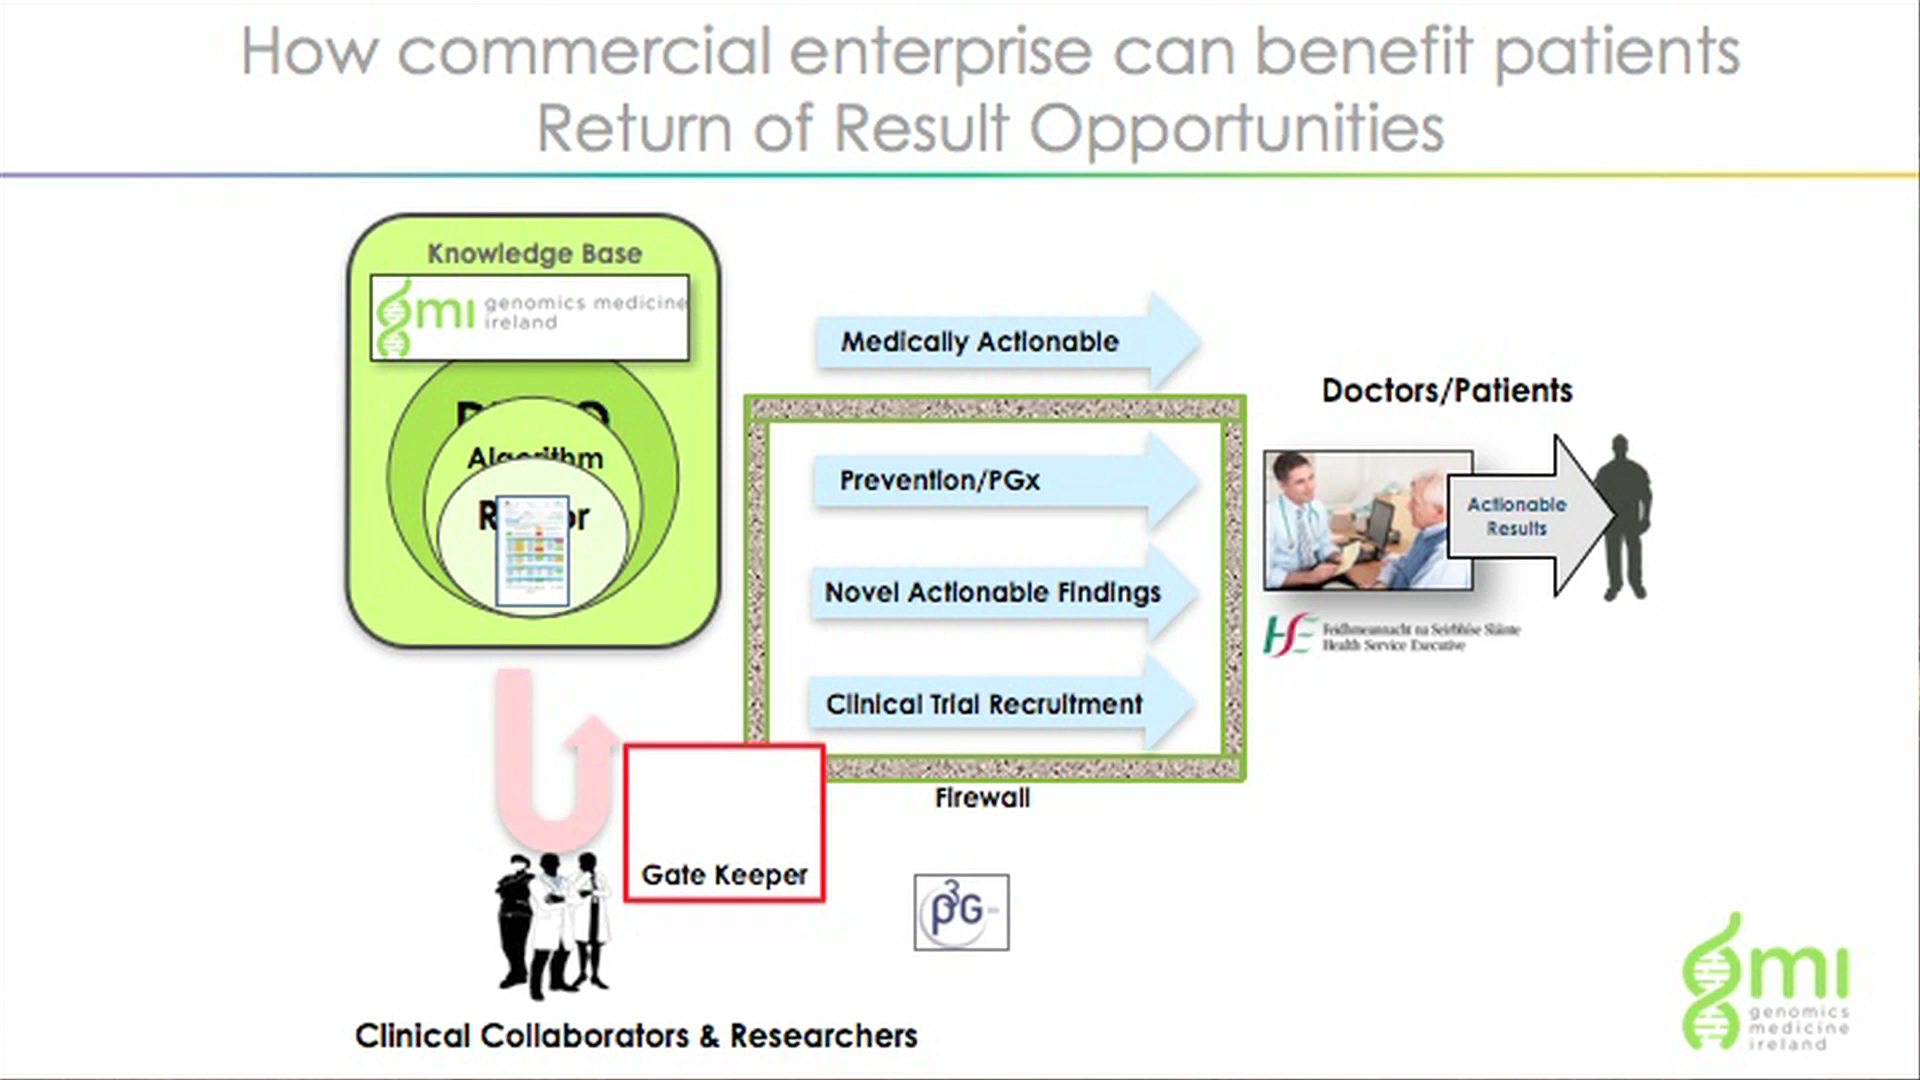 How commercial enterprise can benefit patients
Return of Result Opportunities
Knowledge Base
gmi genomics medicine
ireland
Algorithm
Medically Actionable
Prevention/PGx
Novel Actionable Findings
Clinical Trial Recruitment
Firewall
Gate Keeper
Doctors/Patients
Actionable
Results
Feidhmeannacht na Seirbhíse Sláinte
Health Service Executive
p3G
Clinical Collaborators & Researchers
gmi
genomics
medicine
ireland